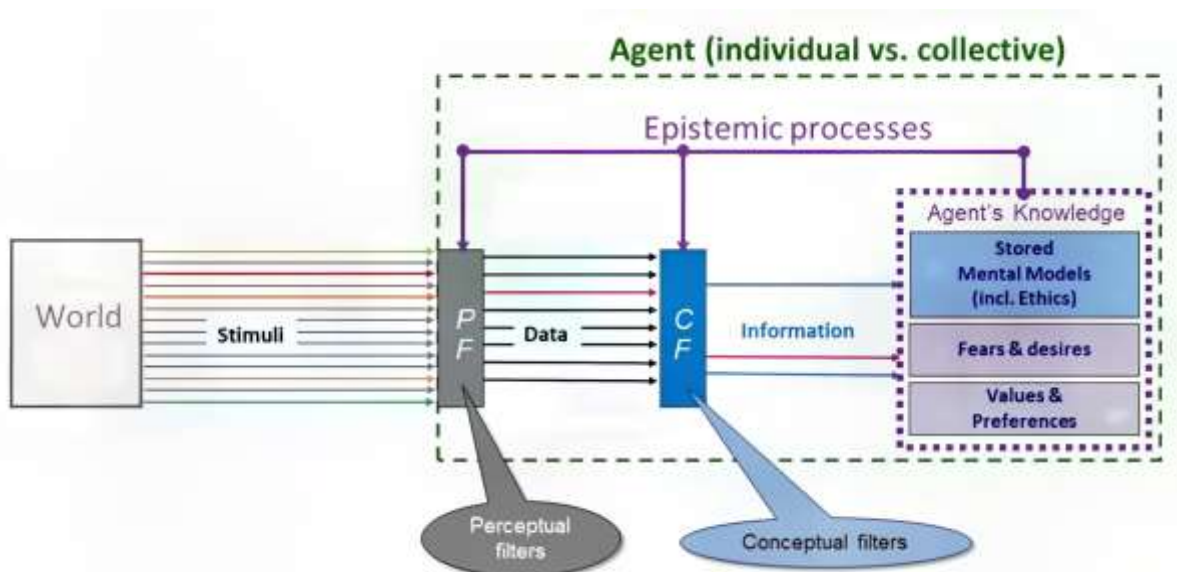 Agent (individual vs. collective)
Epistemic processes
Agent's Knowledge
Stored
Mental Models
(incl. Ethics)
World
Stimuli
P
F
Data
C
F
Information
Fears & desires
Values &
Preferences
Perceptual
filters
Conceptual filters